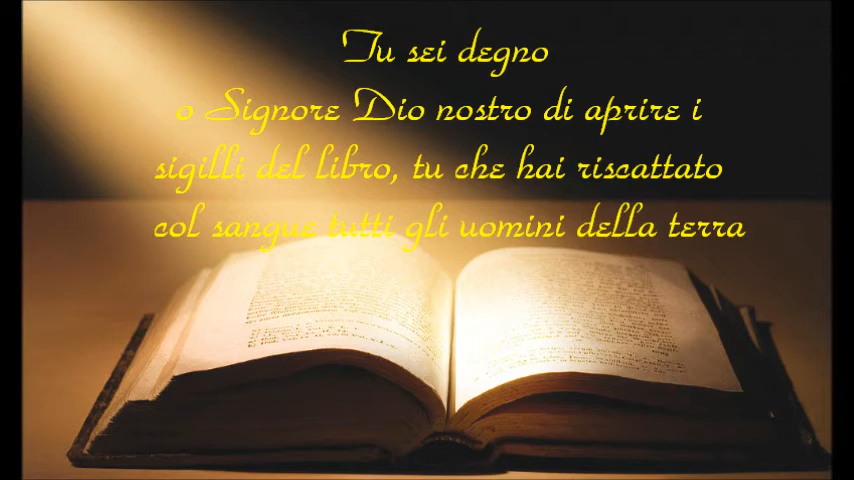 Tu sei degno
o Signore Dio nostro di aprire i
sigilli del libro, tu che hai riscattato
col sangue tutti gli uomini della terra